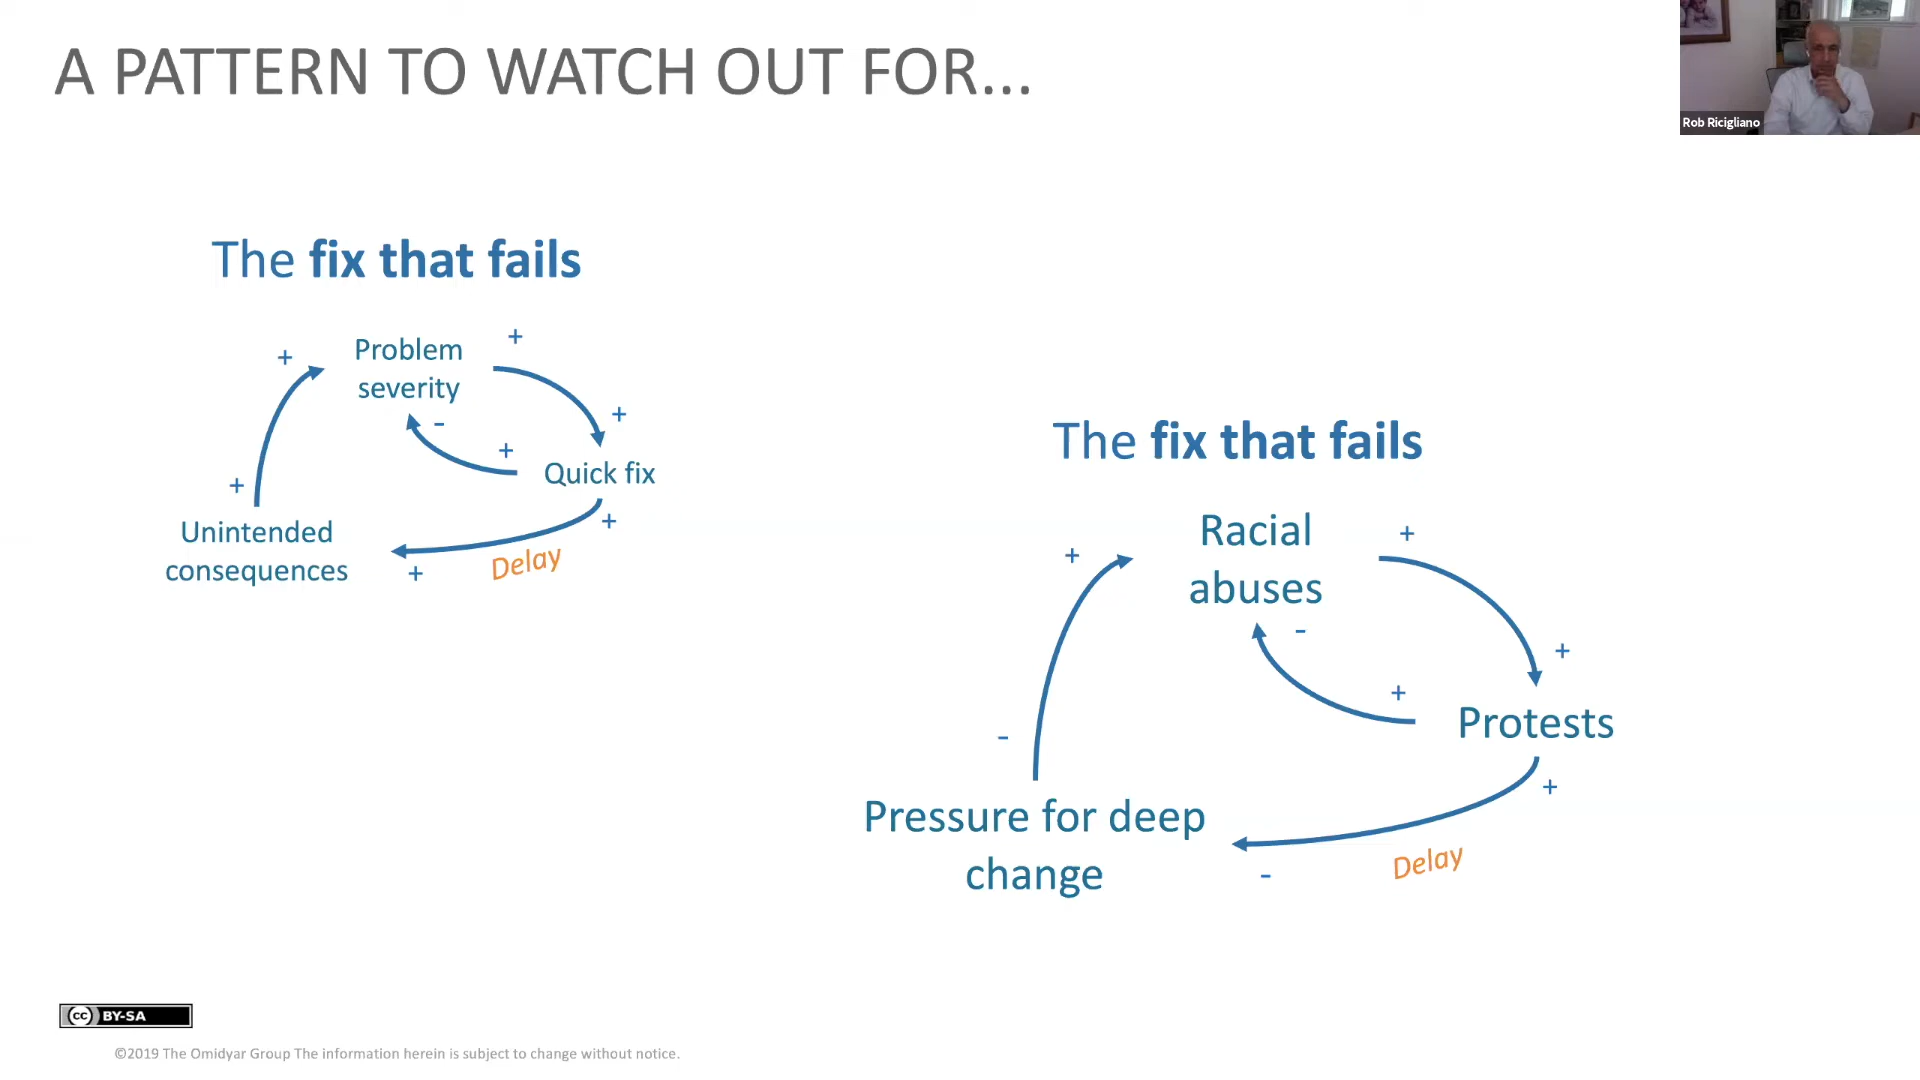 A PATTERN TO WATCH OUT FOR...
Rob Ricigliano
The fix that fails
+
+
Problem
severity
+
-
+
+
Quick fix
+
Unintended
consequences
+
+
Delay
The fix that fails
+
+
Racial
abuses
+
-
+
+
Protests
-
+
Pressure for deep
change
-
Delay
cc BY-SA
©2019 The Omidyar Group The information herein is subject to change without notice.